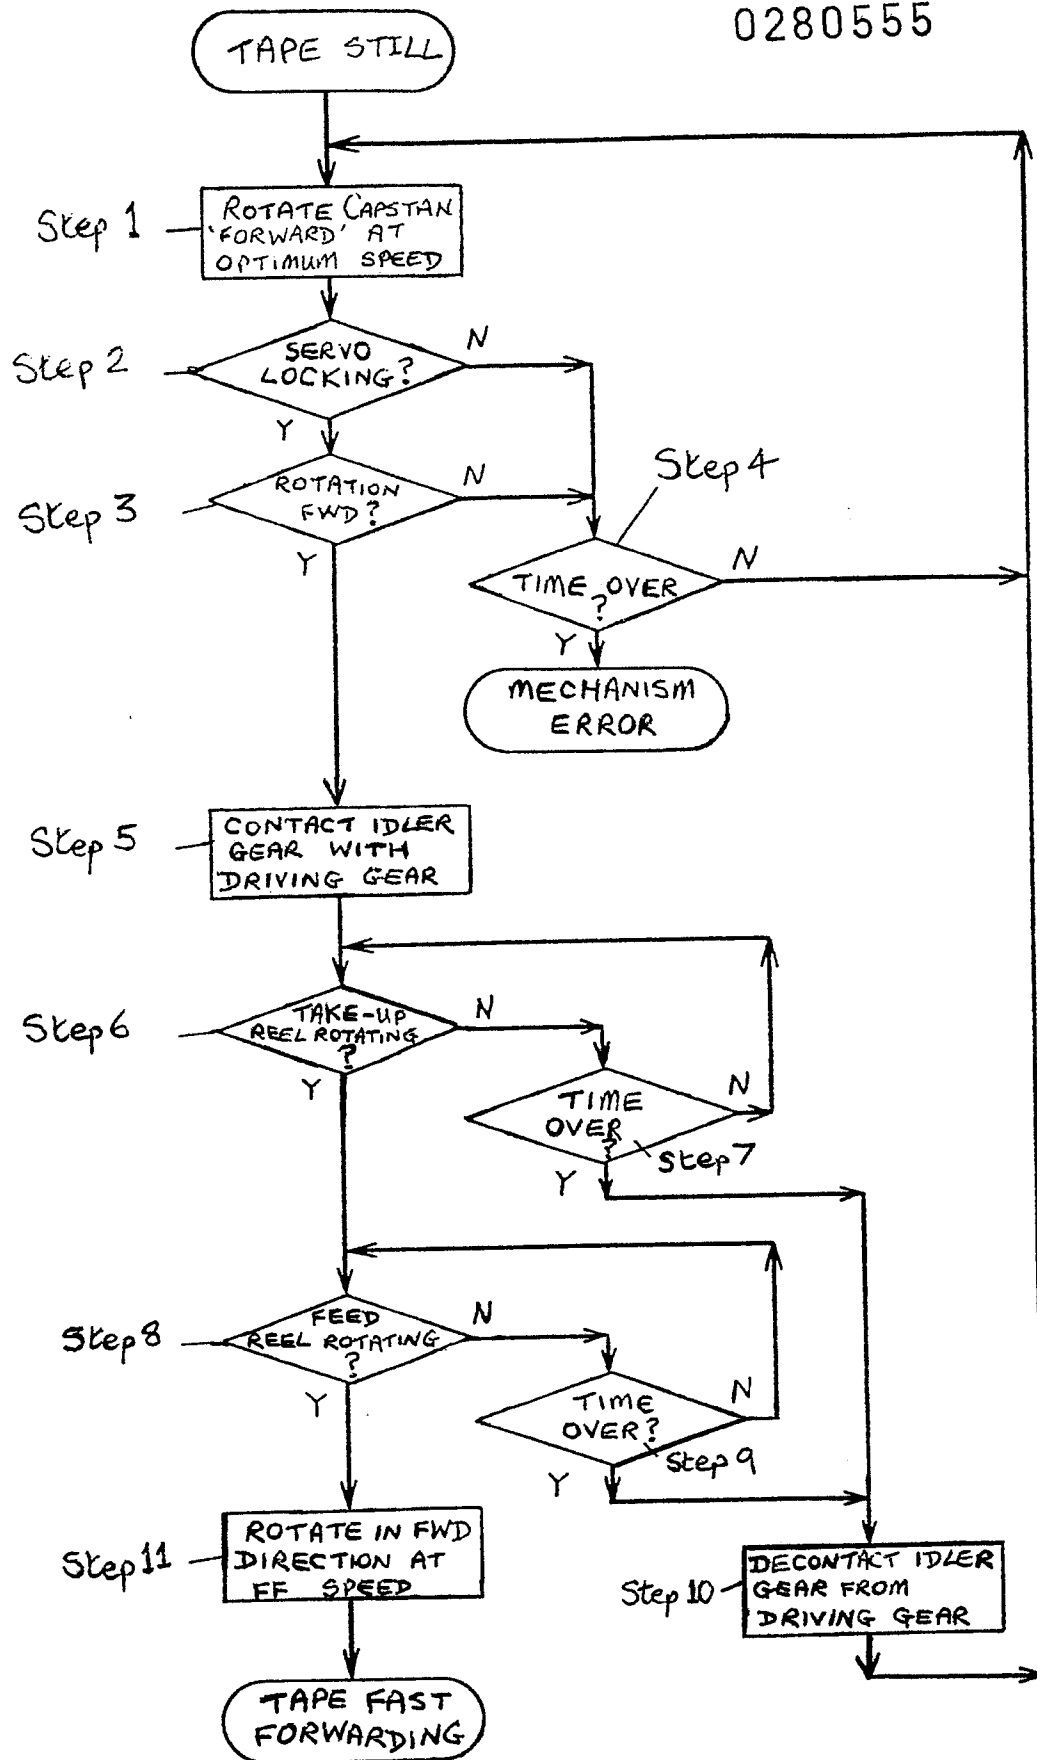 0280555
TAPE STILL
Step 1
ROTATE CAPSTAN
'FORWARD' AT
OPTIMUM SPEED
Step 2
SERVO
LOCKING?
N
Y
Step 3
ROTATION
FWD?
N
Y
Step 4
TIME OVER
?
N
Y
MECHANISM
ERROR
Step 5
CONTACT IDLER
GEAR WITH
DRIVING GEAR
Step 6
TAKE-UP
REEL ROTATING
?
N
Y
TIME
OVER
?
Step 7
N
Y
Step 8
FEED
REEL ROTATING
?
N
Y
TIME
OVER?
Step 9
N
Y
Step 11
ROTATE IN FWD
DIRECTION AT
FF SPEED
Step 10
DECONTACT IDLER
GEAR FROM
DRIVING GEAR
TAPE FAST
FORWARDING